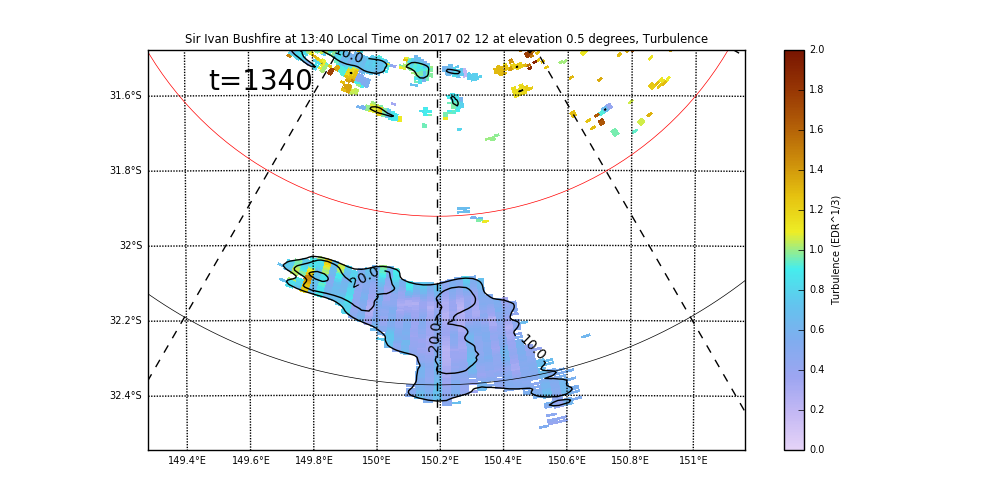 Sir Ivan Bushfire at 13:40 Local Time on 2017 02 12 at elevation 0.5 degrees, Turbulence
t=1340
10.0
20.0
20.0
10.0
31.6°S
31.8°S
32°S
32.2°S
32.4°S
149.4°E 149.6°E 149.8°E 150°E 150.2°E 150.4°E 150.6°E 150.8°E 151°E
2.0
1.8
1.6
1.4
1.2
1.0
0.8
0.6
0.4
0.2
0.0
Turbulence (EDR^1/3)